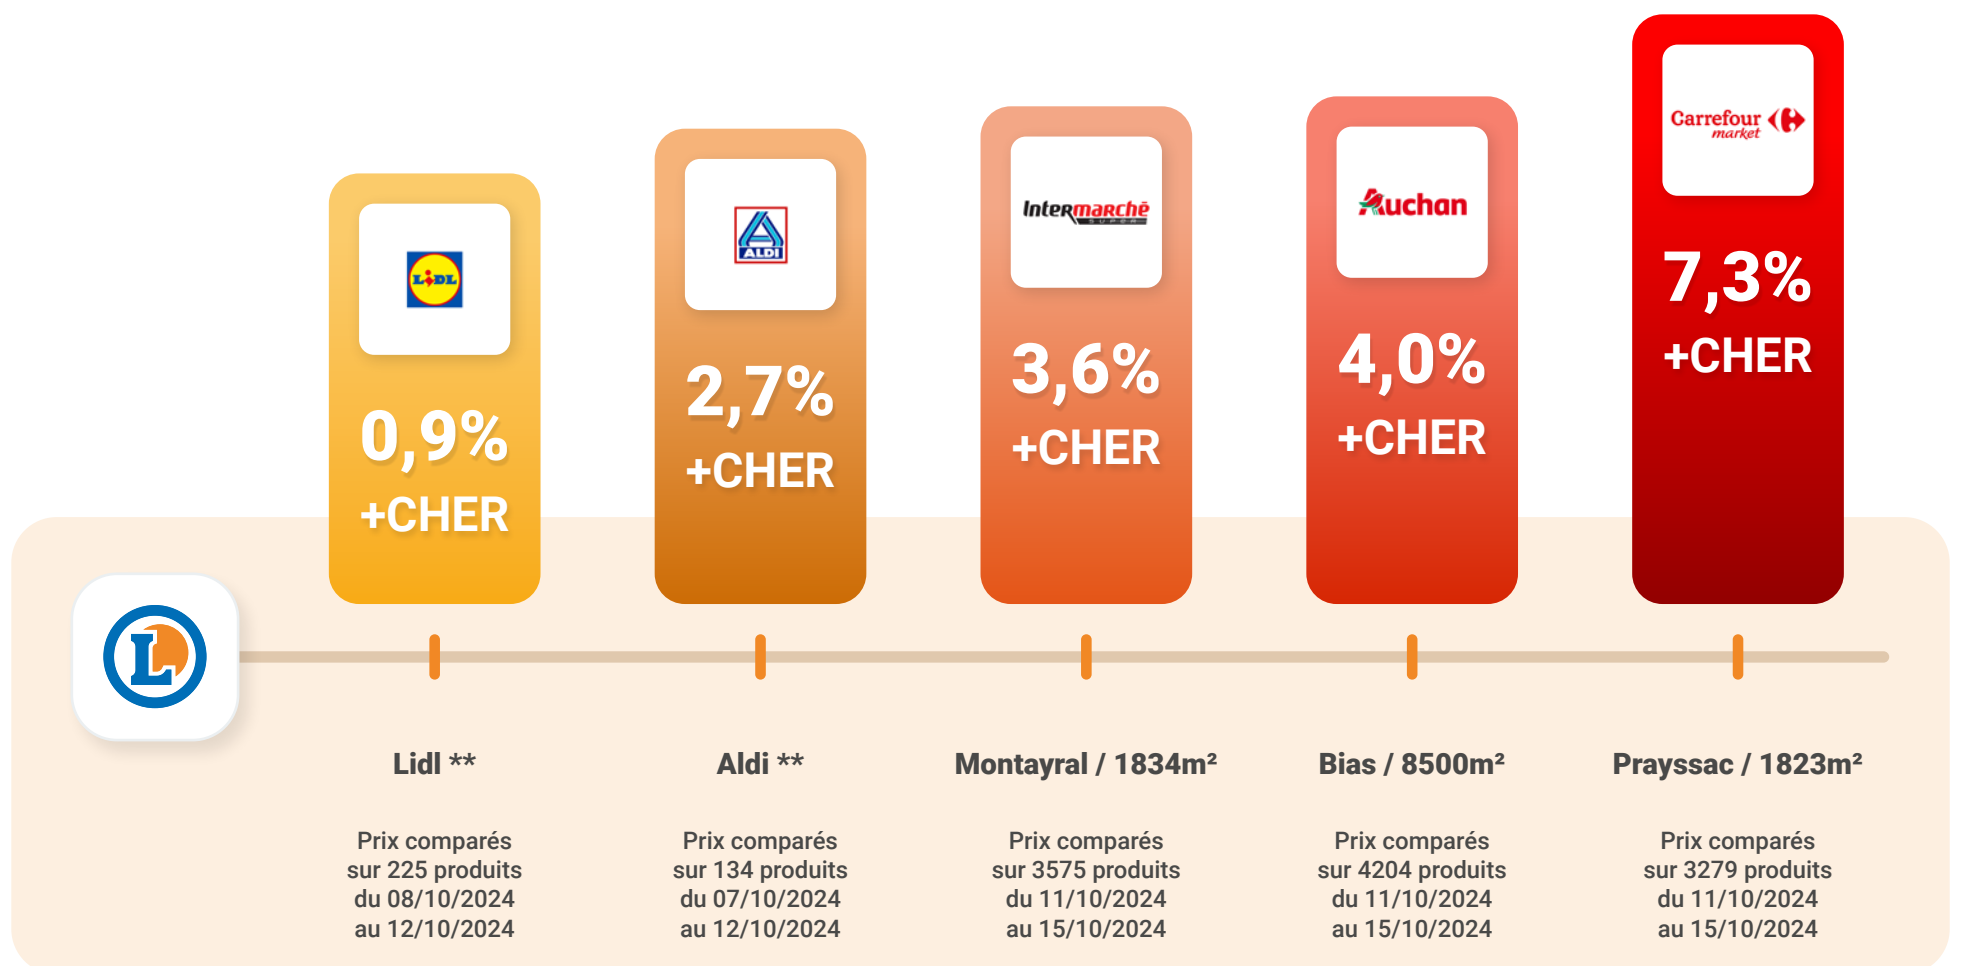 LIDL
0,9%
+CHER
ALDI
2,7%
+CHER
Intermarchē
SUPER
3,6%
+CHER
Auchan
4,0%
+CHER
Carrefour
market
7,3%
+CHER
L
Lidl **
Prix comparés
sur 225 produits
du 08/10/2024
au 12/10/2024
Aldi **
Prix comparés
sur 134 produits
du 07/10/2024
au 12/10/2024
Montayral / 1834m²
Prix comparés
sur 3575 produits
du 11/10/2024
au 15/10/2024
Bias / 8500m²
Prix comparés
sur 4204 produits
du 11/10/2024
au 15/10/2024
Prayssac / 1823m²
Prix comparés
sur 3279 produits
du 11/10/2024
au 15/10/2024